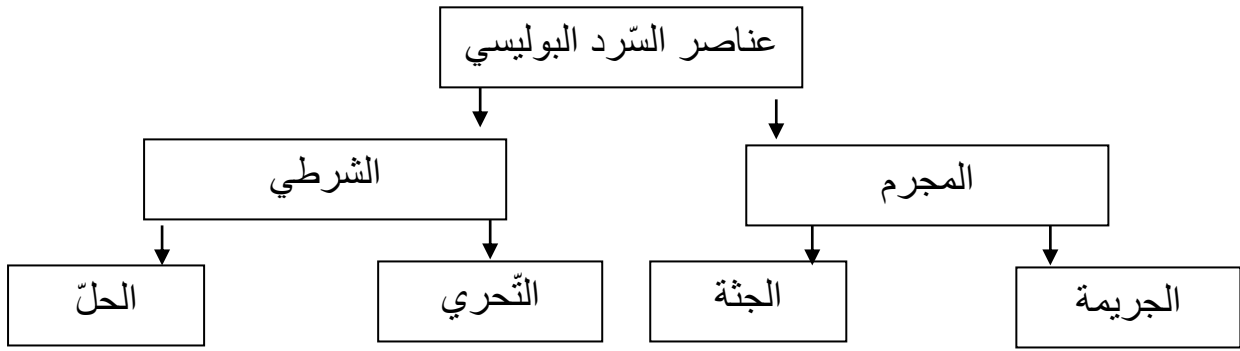 عناصر السّرد البوليسي
المجرم
الشرطي
الجريمة
الجثة
التّحري
الحلّ